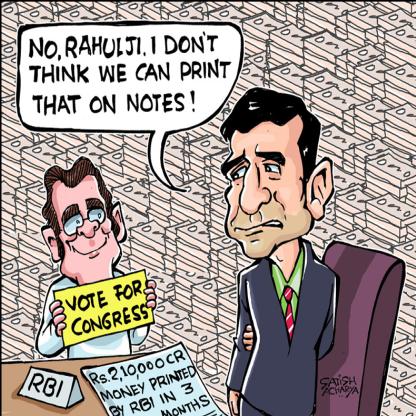 NO, RAHULJI. I DON'T
THINK WE CAN PRINT
THAT ON NOTES!
VOTE FOR
CONGRESS
RBI
Rs.2,10,000 CR
MONEY PRINTED
BY RBI IN 3
MONTHS
SATISH
ACHARYA